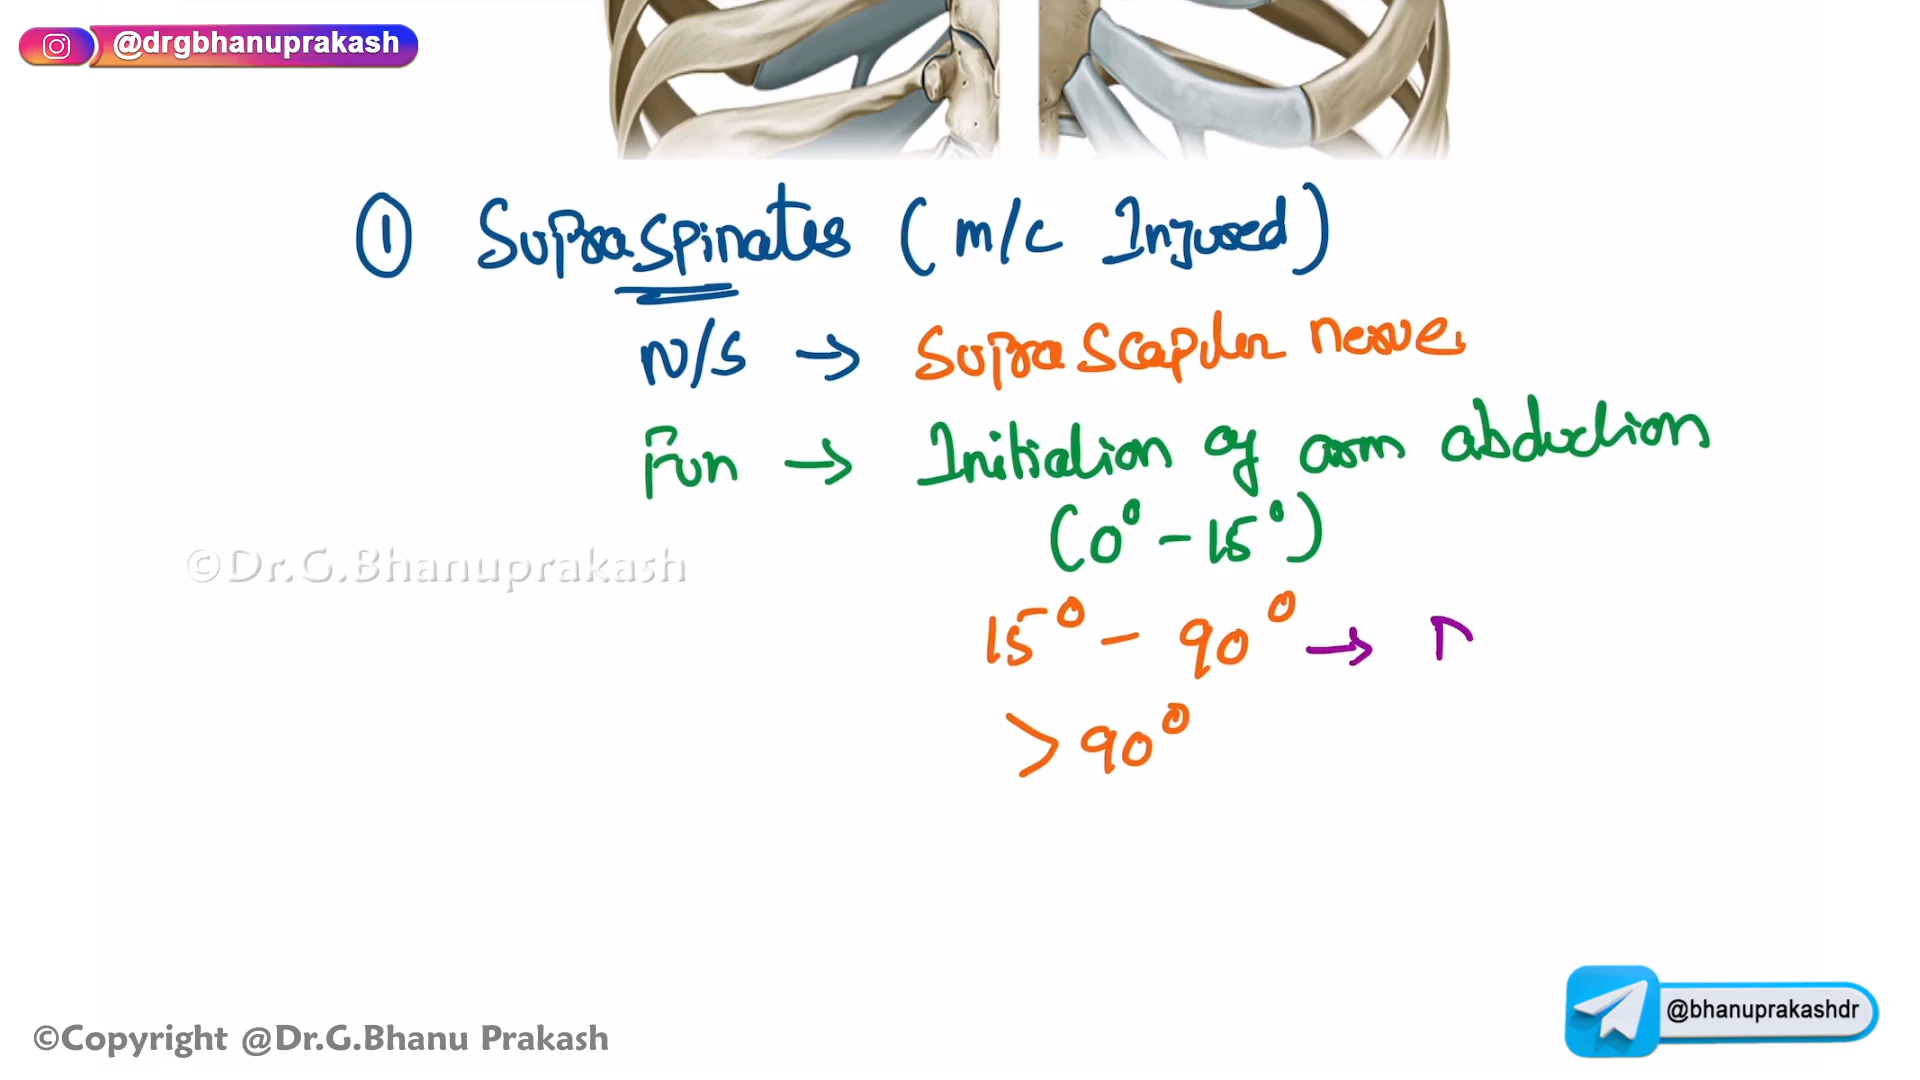 @drgbhanuprakash
① Supraspinatus (m/c Injured)
N/S → Suprascapular nerve
Fun → Initiation of arm abduction
(0° - 15°)
©Dr.G.Bhanuprakash
15° - 90° →
> 90°
@bhanuprakashdr
©Copyright @Dr.G.Bhanu Prakash